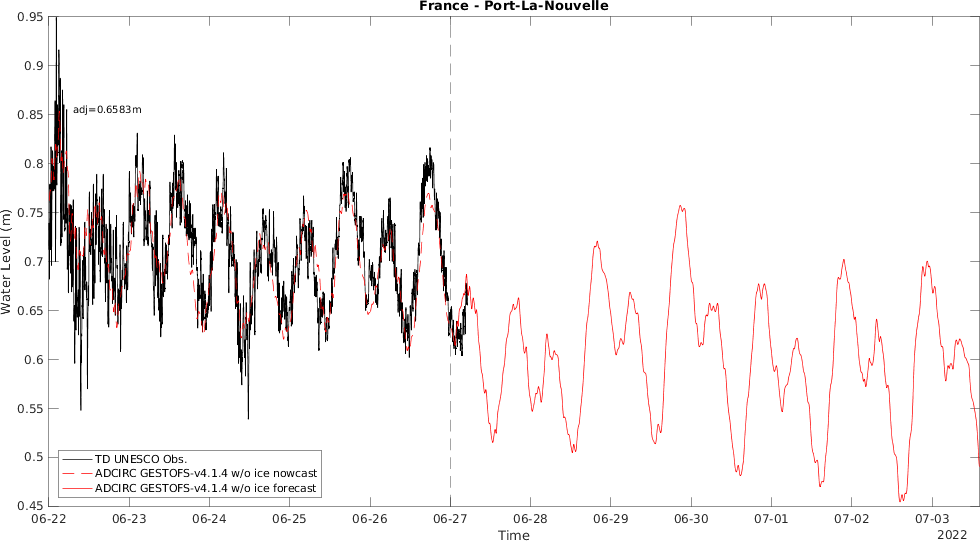 France - Port-La-Nouvelle
0.95
0.9
0.85
0.8
0.75
0.7
0.65
0.6
0.55
0.5
0.45
Water Level (m)
adj=0.6583m
TD UNESCO Obs.
ADCIRC GESTOFS-v4.1.4 w/o ice nowcast
ADCIRC GESTOFS-v4.1.4 w/o ice forecast
06-22 06-23 06-24 06-25 06-26 06-27 06-28 06-29 06-30 07-01 07-02 07-03
Time
2022